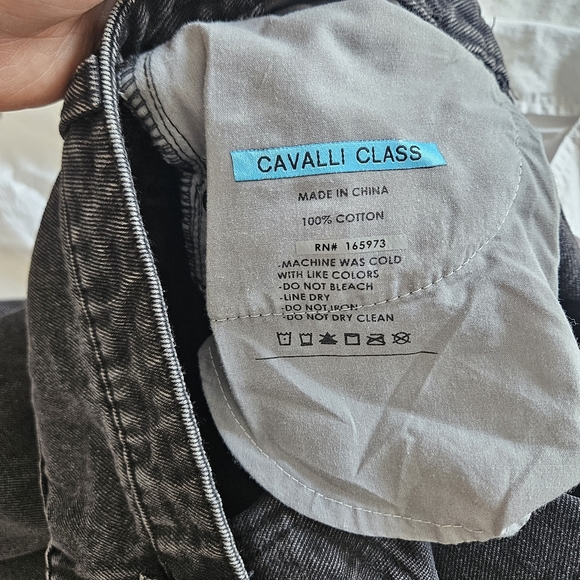 CAVALLI CLASS
MADE IN CHINA
100% COTTON
RN# 165973
-MACHINE WAS COLD
WITH LIKE COLORS
-DO NOT BLEACH
-LINE DRY
-DO NOT IRON
-DO NOT DRY CLEAN